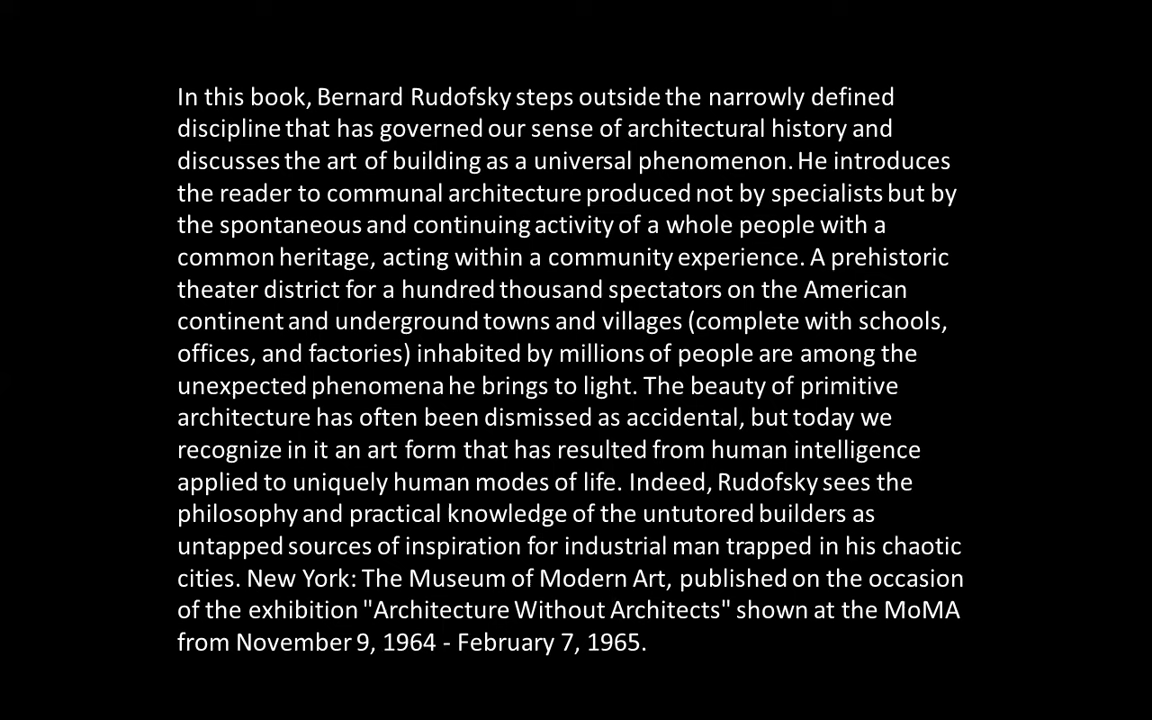 In this book, Bernard Rudofsky steps outside the narrowly defined
discipline that has governed our sense of architectural history and
discusses the art of building as a universal phenomenon. He introduces
the reader to communal architecture produced not by specialists but by
the spontaneous and continuing activity of a whole people with a
common heritage, acting within a community experience. A prehistoric
theater district for a hundred thousand spectators on the American
continent and underground towns and villages (complete with schools,
offices, and factories) inhabited by millions of people are among the
unexpected phenomena he brings to light. The beauty of primitive
architecture has often been dismissed as accidental, but today we
recognize in it an art form that has resulted from human intelligence
applied to uniquely human modes of life. Indeed, Rudofsky sees the
philosophy and practical knowledge of the untutored builders as
untapped sources of inspiration for industrial man trapped in his chaotic
cities. New York: The Museum of Modern Art, published on the occasion
of the exhibition "Architecture Without Architects" shown at the MoMA
from November 9, 1964 - February 7, 1965.